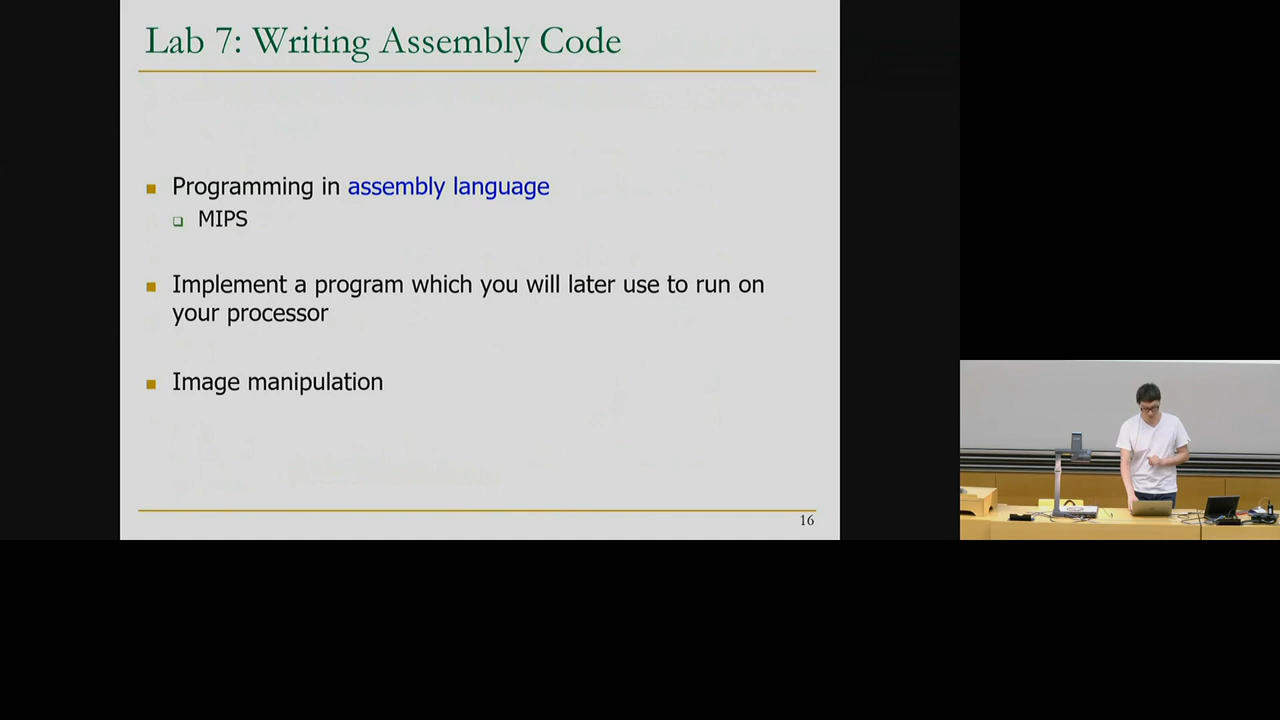 Lab 7: Writing Assembly Code
Programming in assembly language
MIPS
Implement a program which you will later use to run on
your processor
Image manipulation
16